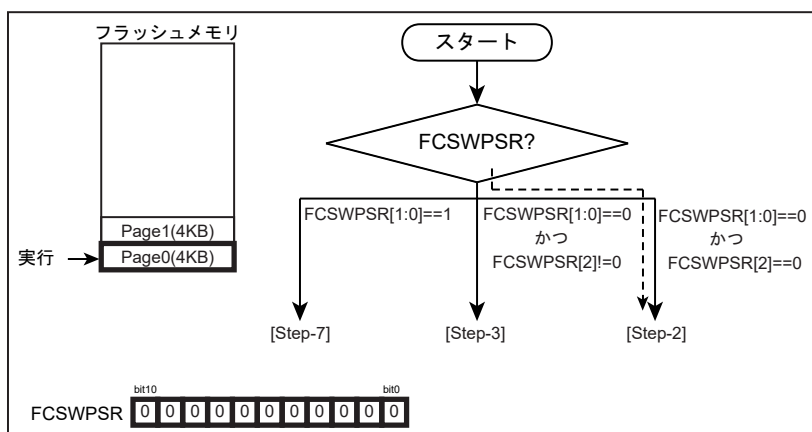 フラッシュメモリ
Page1(4KB)
実行
Page0(4KB)
スタート
FCSWPSR?
FCSWPSR[1:0]==1
FCSWPSR[1:0]==0
かつ
FCSWPSR[2]!=0
FCSWPSR[1:0]==0
かつ
FCSWPSR[2]==0
[Step-7]
[Step-3]
[Step-2]
bit10
bit0
FCSWPSR
0 0 0 0 0 0 0 0 0 0 0